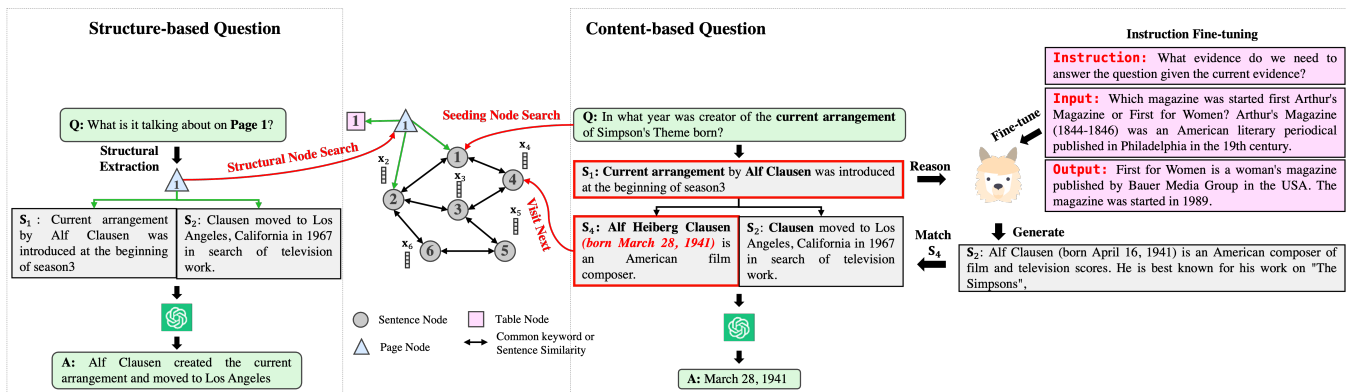 Structure-based Question
Q: What is it talking about on Page 1?
Structural
Extraction
1
S1 : Current arrangement
by Alf Clausen was
introduced at the beginning
of season3
S2: Clausen moved to Los
Angeles, California in 1967
in search of television
work.
A: Alf Clausen created the current
arrangement and moved to Los Angeles
Structural Node Search
1
1
Seeding Node Search
x2
x4
x3
x5
x6
1
4
2
3
6
5
Visit Next
Sentence Node
Table Node
Page Node
Common keyword or
Sentence Similarity
Content-based Question
Q: In what year was creator of the current arrangement
of Simpson's Theme born?
S1: Current arrangement by Alf Clausen was introduced
at the beginning of season3
S4: Alf Heiberg Clausen
(born March 28, 1941) is
an American film
composer.
S2: Clausen moved to Los
Angeles, California in 1967
in search of television
work.
A: March 28, 1941
Reason
Match
S4
Fine-tune
Generate
Instruction Fine-tuning
Instruction: What evidence do we need to
answer the question given the current evidence?
Input: Which magazine was started first Arthur's
Magazine or First for Women? Arthur's Magazine
(1844-1846) was an American literary periodical
published in Philadelphia in the 19th century.
Output: First for Women is a woman's magazine
published by Bauer Media Group in the USA. The
magazine was started in 1989.
S2: Alf Clausen (born April 16, 1941) is an American composer of
film and television scores. He is best known for his work on "The
Simpsons",